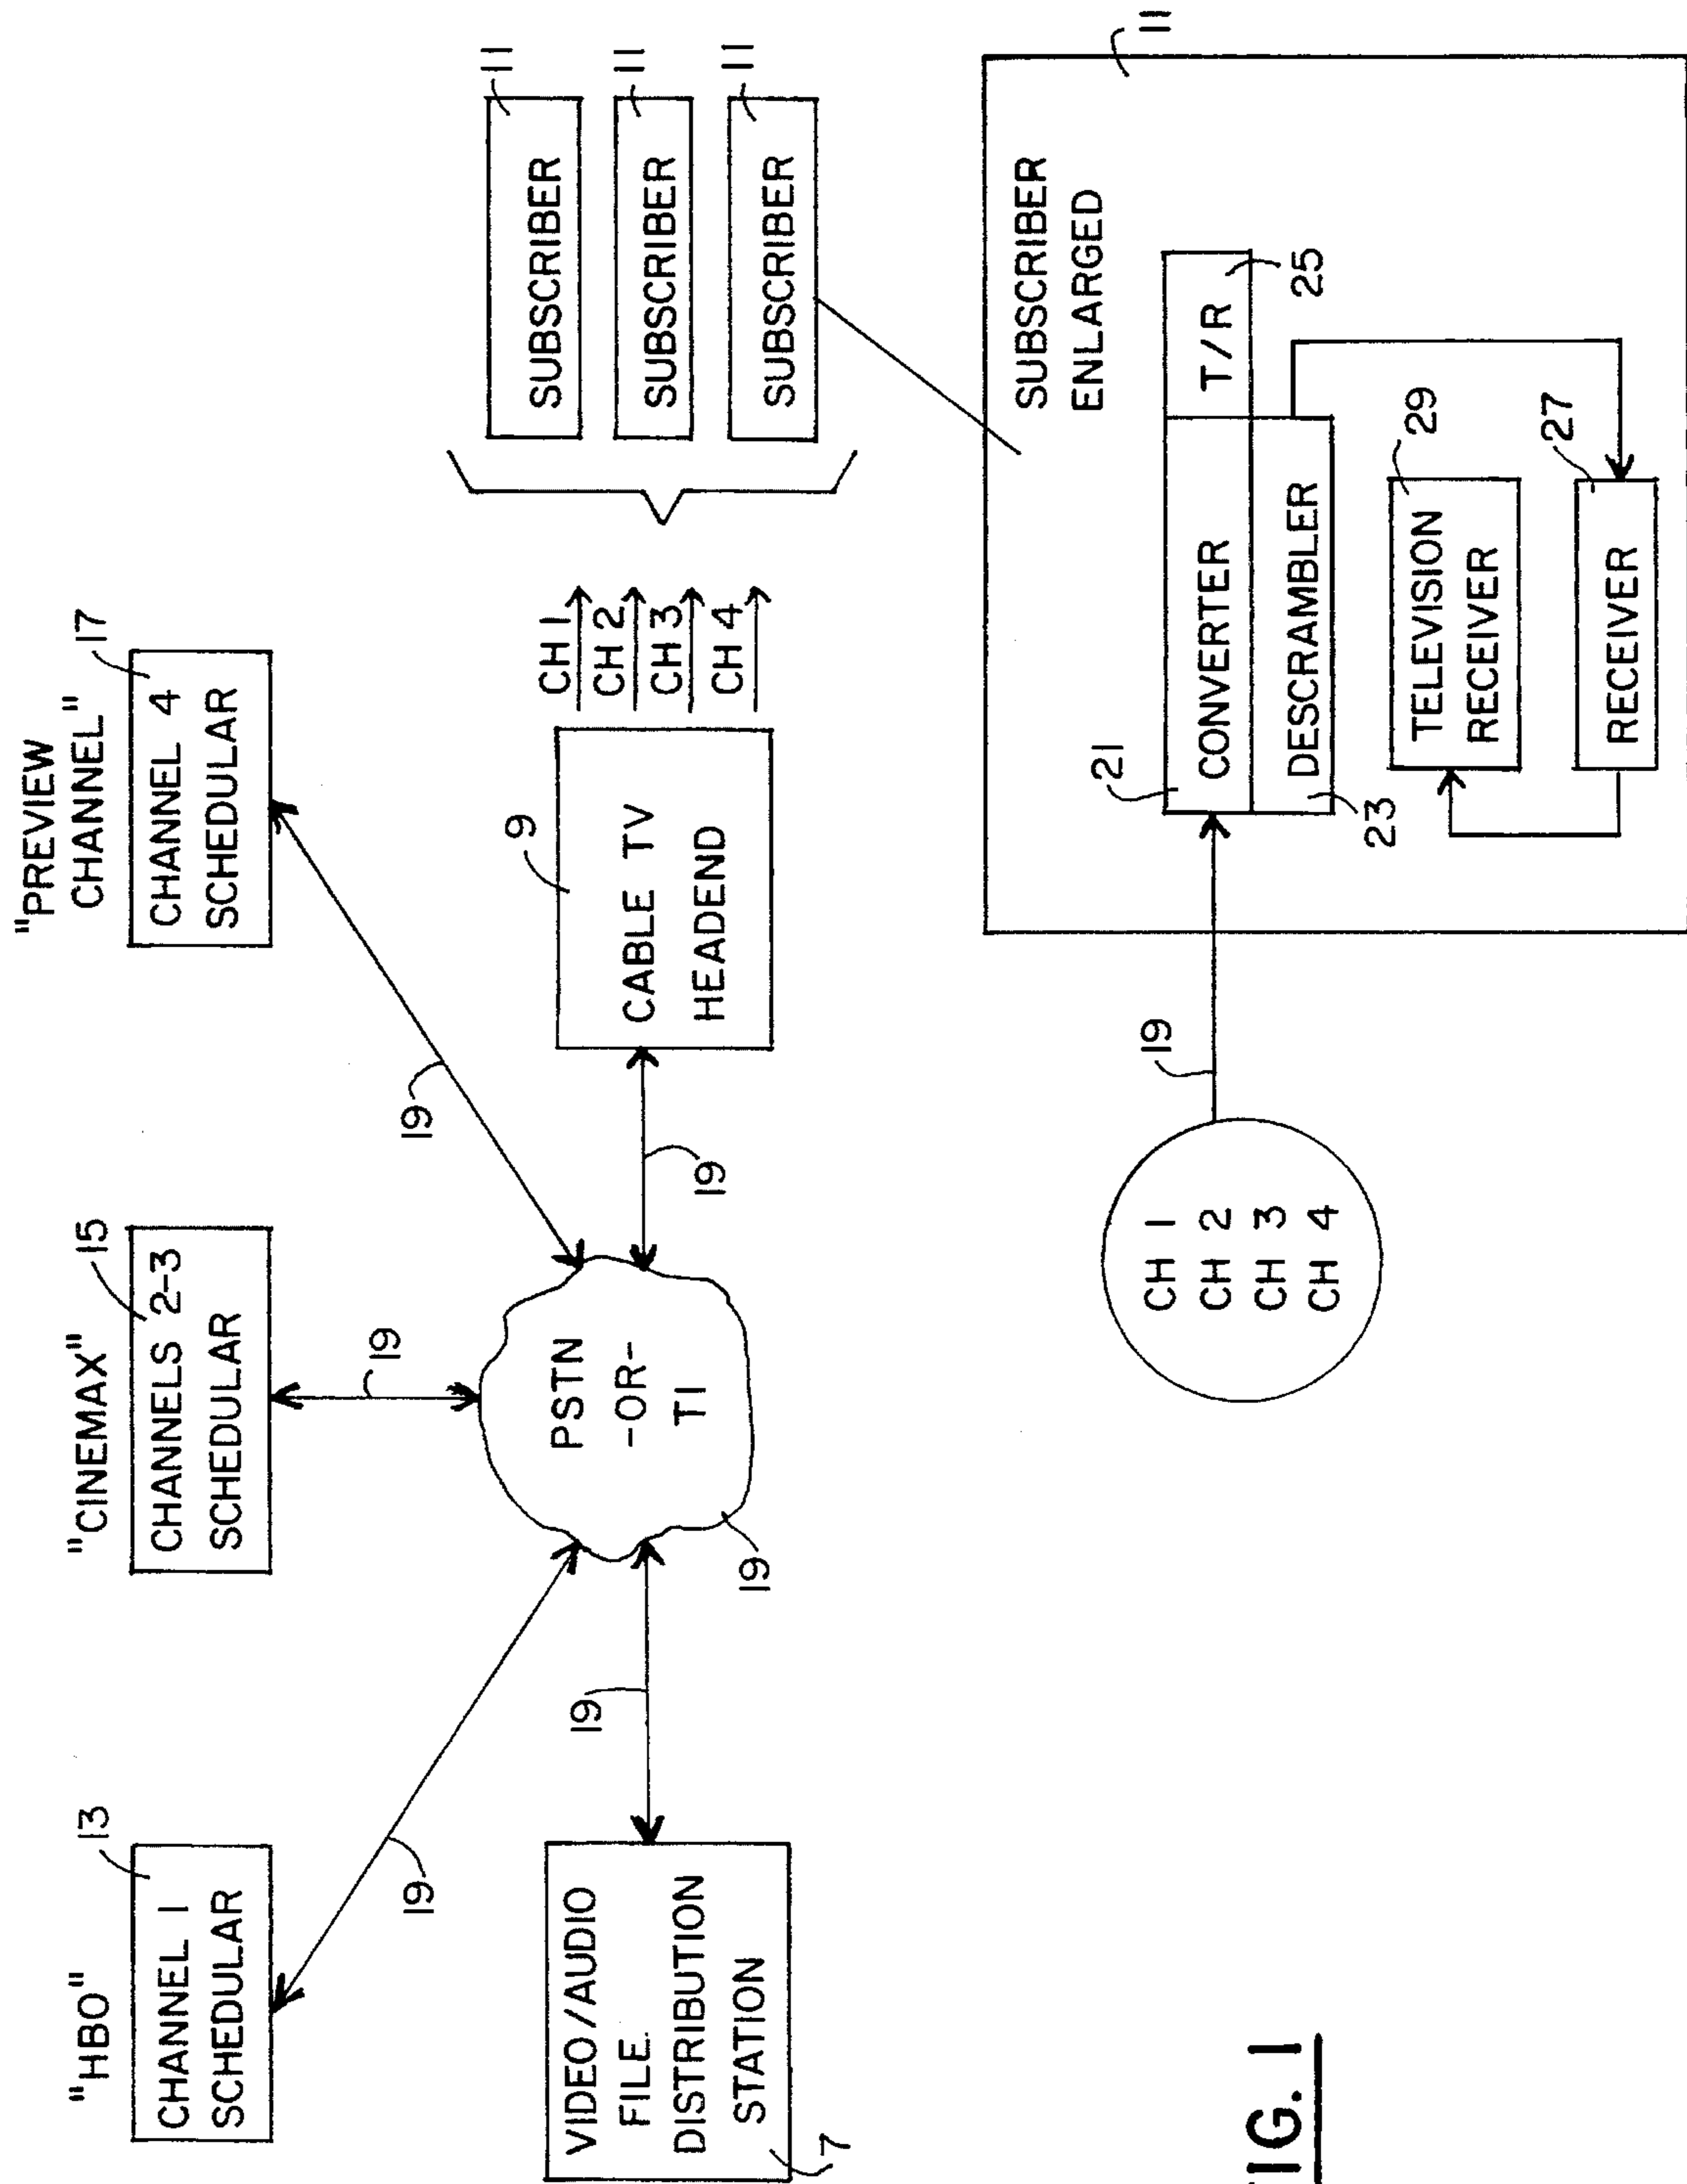 "HBO"
13
CHANNEL 1
SCHEDULAR
"CINEMAX"
15
CHANNELS 2-3
SCHEDULAR
"PREVIEW
CHANNEL"
17
CHANNEL 4
SCHEDULAR
19
19
19
VIDEO/AUDIO
FILE
DISTRIBUTION
STATION
7
19
PSTN
-OR-
T1
19
19
9
CABLE TV
HEADEND
CH 1
CH 2
CH 3
CH 4
SUBSCRIBER
11
SUBSCRIBER
11
SUBSCRIBER
11
CH 1
CH 2
CH 3
CH 4
19
11
SUBSCRIBER
ENLARGED
21
CONVERTER
T/R
25
DESCRAMBLER
23
29
TELEVISION
RECEIVER
27
RECEIVER
IG. 1